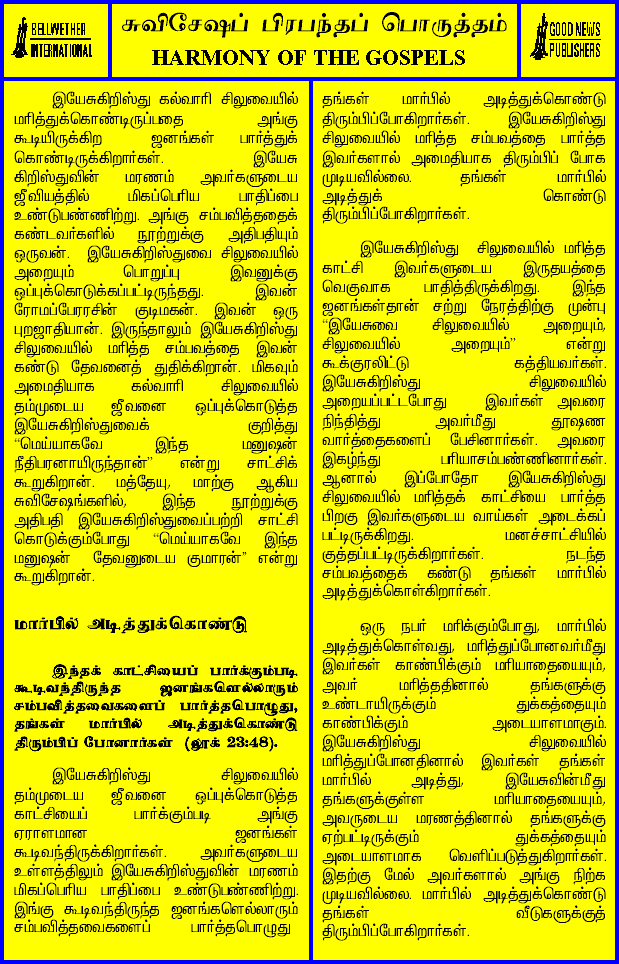 BELLWETHER
INTERNATIONAL
சுவிசேஷப் பிரபந்தப் பொருத்தம்
HARMONY OF THE GOSPELS
GOOD NEWS
PUBLISHERS
இயேசுகிறிஸ்து கல்வாரி சிலுவையில்
மரித்துக்கொண்டிருப்பதை அங்கு
கூடியிருக்கிற ஜனங்கள் பார்த்துக்
கொண்டிருக்கிறார்கள். இயேசு
கிறிஸ்துவின் மரணம் அவர்களுடைய
ஜீவியத்தில் மிகப்பெரிய பாதிப்பை
உண்டுபண்ணிற்று. அங்கு சம்பவித்ததைக்
கண்டவர்களில் நூற்றுக்கு அதிபதியும்
ஒருவன். இயேசுகிறிஸ்துவை சிலுவையில்
அறையும் பொறுப்பு இவனுக்கு
ஒப்புக்கொடுக்கப்பட்டிருந்தது. இவன்
ரோமப்பேரரசின் குடிமகன். இவன் ஒரு
புறஜாதியான். இருந்தாலும் இயேசுகிறிஸ்து
சிலுவையில் மரித்த சம்பவத்தை இவன்
கண்டு தேவனைத் துதிக்கிறான். மிகவும்
அமைதியாக கல்வாரி சிலுவையில்
தம்முடைய ஜீவனை ஒப்புக்கொடுத்த
இயேசுகிறிஸ்துவைக் குறித்து
“மெய்யாகவே இந்த மனுஷன்
நீதிபரனாயிருந்தான்” என்று சாட்சிக்
கூறுகிறான். மத்தேயு, மாற்கு ஆகிய
சுவிசேஷங்களில், இந்த நூற்றுக்கு
அதிபதி இயேசுகிறிஸ்துவைப்பற்றி சாட்சி
கொடுக்கும்போது “மெய்யாகவே இந்த
மனுஷன் தேவனுடைய குமாரன்” என்று
கூறுகிறான்.
மார்பில் அடித்துக்கொண்டு
இந்தக் காட்சியைப் பார்க்கும்படி
கூடிவந்திருந்த ஜனங்களெல்லாரும்
சம்பவித்தவைகளைப் பார்த்தபொழுது,
தங்கள் மார்பில் அடித்துக்கொண்டு
திரும்பிப் போனார்கள் (லூக் 23:48).
இயேசுகிறிஸ்து சிலுவையில்
தம்முடைய ஜீவனை ஒப்புக்கொடுத்த
காட்சியைப் பார்க்கும்படி அங்கு
ஏராளமான ஜனங்கள்
கூடிவந்திருக்கிறார்கள். அவர்களுடைய
உள்ளத்திலும் இயேசுகிறிஸ்துவின் மரணம்
மிகப்பெரிய பாதிப்பை உண்டுபண்ணிற்று.
இங்கு கூடிவந்திருந்த ஜனங்களெல்லாரும்
சம்பவித்தவைகளைப் பார்த்தபொழுது
தங்கள் மார்பில் அடித்துக்கொண்டு
திரும்பிப்போகிறார்கள். இயேசுகிறிஸ்து
சிலுவையில் மரித்த சம்பவத்தை பார்த்த
இவர்களால் அமைதியாக திரும்பிப் போக
முடியவில்லை. தங்கள் மார்பில்
அடித்துக் கொண்டு
திரும்பிப்போகிறார்கள்.
இயேசுகிறிஸ்து சிலுவையில் மரித்த
காட்சி இவர்களுடைய இருதயத்தை
வெகுவாக பாதித்திருக்கிறது. இந்த
ஜனங்கள்தான் சற்று நேரத்திற்கு முன்பு
“இயேசுவை சிலுவையில் அறையும்,
சிலுவையில் அறையும்” என்று
கூக்குரலிட்டு கத்தியவர்கள்.
இயேசுகிறிஸ்து சிலுவையில்
அறையப்பட்டபோது இவர்கள் அவரை
நிந்தித்து அவர்மீது தூஷண
வார்த்தைகளைப் பேசினார்கள். அவரை
இகழ்ந்து பரியாசம்பண்ணினார்கள்.
ஆனால் இப்போதோ இயேசுகிறிஸ்து
சிலுவையில் மரித்தக் காட்சியை பார்த்த
பிறகு இவர்களுடைய வாய்கள் அடைக்கப்
பட்டிருக்கிறது. மனச்சாட்சியில்
குத்தப்பட்டிருக்கிறார்கள். நடந்த
சம்பவத்தைக் கண்டு தங்கள் மார்பில்
அடித்துக்கொள்கிறார்கள்.
ஒரு நபர் மரிக்கும்போது, மார்பில்
அடித்துக்கொள்வது, மரித்துப்போனவர்மீது
இவர்கள் காண்பிக்கும் மரியாதையையும்,
அவர் மரித்ததினால் தங்களுக்கு
உண்டாயிருக்கும் துக்கத்தையும்
காண்பிக்கும் அடையாளமாகும்.
இயேசுகிறிஸ்து சிலுவையில்
மரித்துப்போனதினால் இவர்கள் தங்கள்
மார்பில் அடித்து, இயேசுவின்மீது
தங்களுக்குள்ள மரியாதையையும்,
அவருடைய மரணத்தினால் தங்களுக்கு
ஏற்பட்டிருக்கும் துக்கத்தையும்
அடையாளமாக வெளிப்படுத்துகிறார்கள்.
இதற்கு மேல் அவர்களால் அங்கு நிற்க
முடியவில்லை. மார்பில் அடித்துக்கொண்டு
தங்கள் வீடுகளுக்குத்
திரும்பிப்போகிறார்கள்.